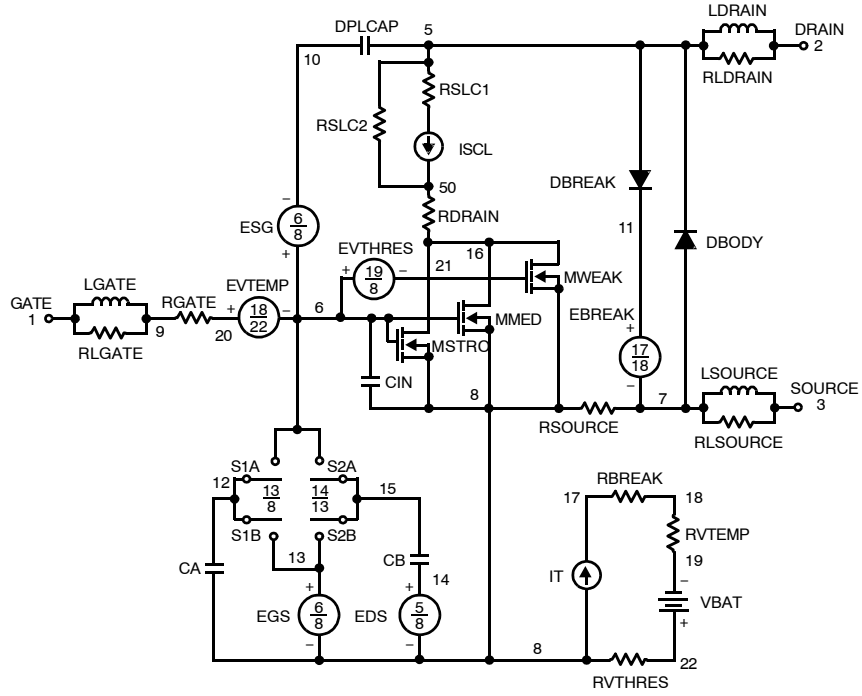 LDRAIN
DPLCAP
5
DRAIN
2
10
RLDRAIN
RSLC1
RSLC2
ISCL
DBREAK
50
RDRAIN
−
ESG
6
8
+
11
DBODY
EVTHRES
16
21
+
19
8
−
MWEAK
LGATE
EVTEMP
GATE
1
RGATE
+
18
22
−
6
MMED
EBREAK
+
9
20
RLGATE
MSTRO
17
18
−
LSOURCE
CIN
8
7
SOURCE
3
RSOURCE
RLSOURCE
S1A
S2A
12
13
8
14
13
15
S1B
S2B
RBREAK
17
18
RVTEMP
13
CB
CA
14
19
IT
−
VBAT
+
+
+
EGS
6
8
EDS
5
8
−
−
8
22
RVTHRES